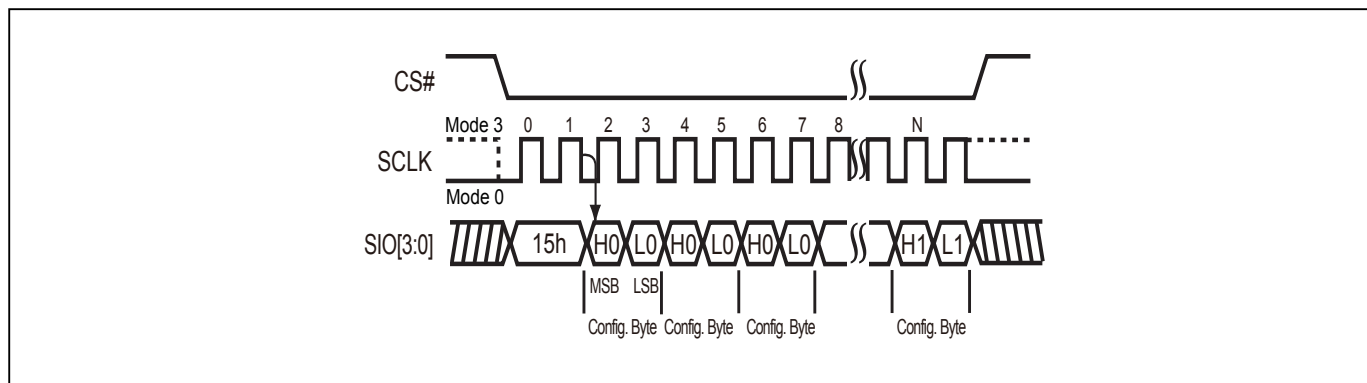 CS#
Mode 3 0 1 2 3 4 5 6 7 8 N
SCLK
Mode 0
SIO[3:0] 15h H0 L0 H0 L0 H0 L0 H1 L1
MSB LSB
Config. Byte Config. Byte Config. Byte Config. Byte